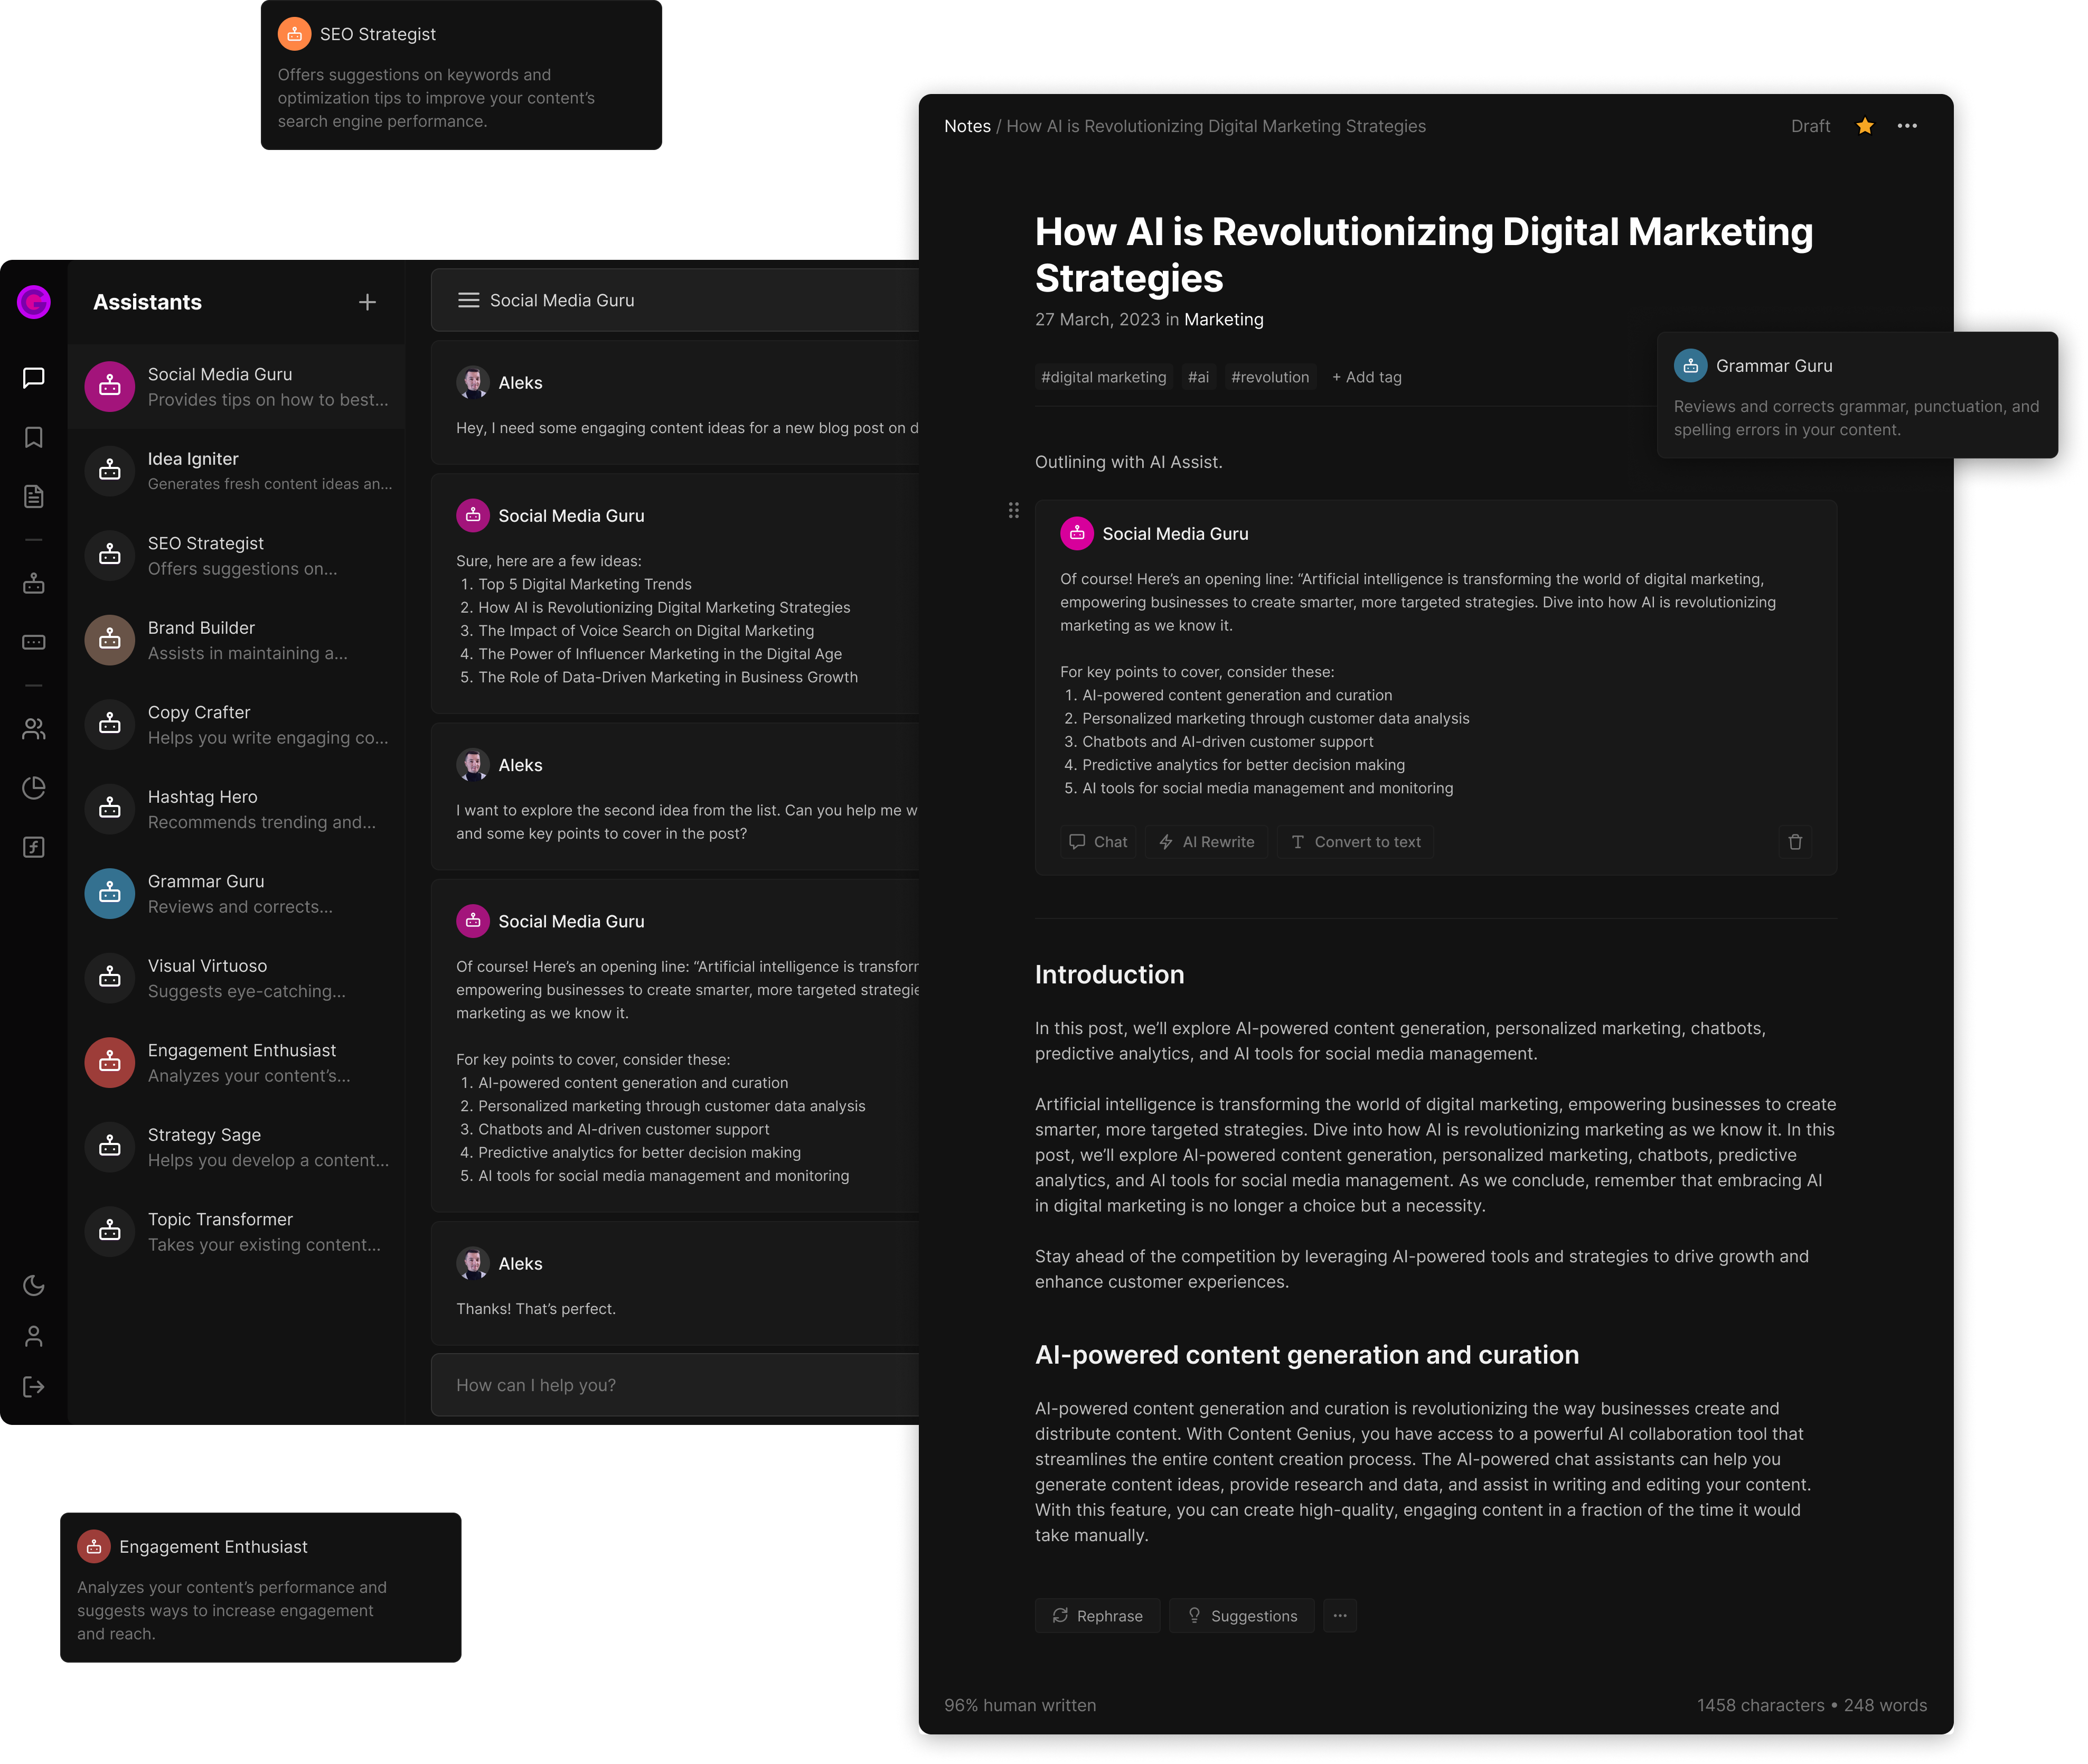 SEO Strategist
Offers suggestions on keywords and
optimization tips to improve your content’s
search engine performance.
Assistants
Social Media Guru
Provides tips on how to best...
Idea Igniter
Generates fresh content ideas an...
SEO Strategist
Offers suggestions on...
Brand Builder
Assists in maintaining a...
Copy Crafter
Helps you write engaging co...
Hashtag Hero
Recommends trending and...
Grammar Guru
Reviews and corrects...
Visual Virtuoso
Suggests eye-catching...
Engagement Enthusiast
Analyzes your content’s...
Strategy Sage
Helps you develop a content...
Topic Transformer
Takes your existing content...
Social Media Guru
Aleks
Hey, I need some engaging content ideas for a new blog post on d
Social Media Guru
Sure, here are a few ideas:
1. Top 5 Digital Marketing Trends
2. How AI is Revolutionizing Digital Marketing Strategies
3. The Impact of Voice Search on Digital Marketing
4. The Power of Influencer Marketing in the Digital Age
5. The Role of Data-Driven Marketing in Business Growth
Aleks
I want to explore the second idea from the list. Can you help me w
and some key points to cover in the post?
Social Media Guru
Of course! Here’s an opening line: “Artificial intelligence is transfor
empowering businesses to create smarter, more targeted strategie
marketing as we know it.
For key points to cover, consider these:
1. AI-powered content generation and curation
2. Personalized marketing through customer data analysis
3. Chatbots and AI-driven customer support
4. Predictive analytics for better decision making
5. AI tools for social media management and monitoring
Aleks
Thanks! That’s perfect.
How can I help you?
Engagement Enthusiast
Analyzes your content’s performance and
suggests ways to increase engagement
and reach.
Notes / How AI is Revolutionizing Digital Marketing Strategies
Draft
How AI is Revolutionizing Digital Marketing
Strategies
27 March, 2023 in Marketing
#digital marketing #ai #revolution + Add tag
Grammar Guru
Reviews and corrects grammar, punctuation, and
spelling errors in your content.
Outlining with AI Assist.
Social Media Guru
Of course! Here’s an opening line: “Artificial intelligence is transforming the world of digital marketing,
empowering businesses to create smarter, more targeted strategies. Dive into how AI is revolutionizing
marketing as we know it.
For key points to cover, consider these:
1. AI-powered content generation and curation
2. Personalized marketing through customer data analysis
3. Chatbots and AI-driven customer support
4. Predictive analytics for better decision making
5. AI tools for social media management and monitoring
Chat AI Rewrite Convert to text
Introduction
In this post, we’ll explore AI-powered content generation, personalized marketing, chatbots,
predictive analytics, and AI tools for social media management.
Artificial intelligence is transforming the world of digital marketing, empowering businesses to create
smarter, more targeted strategies. Dive into how AI is revolutionizing marketing as we know it. In this
post, we’ll explore AI-powered content generation, personalized marketing, chatbots, predictive
analytics, and AI tools for social media management. As we conclude, remember that embracing AI
in digital marketing is no longer a choice but a necessity.
Stay ahead of the competition by leveraging AI-powered tools and strategies to drive growth and
enhance customer experiences.
AI-powered content generation and curation
AI-powered content generation and curation is revolutionizing the way businesses create and
distribute content. With Content Genius, you have access to a powerful AI collaboration tool that
streamlines the entire content creation process. The AI-powered chat assistants can help you
generate content ideas, provide research and data, and assist in writing and editing your content.
With this feature, you can create high-quality, engaging content in a fraction of the time it would
take manually.
Rephrase Suggestions
96% human written
1458 characters • 248 words